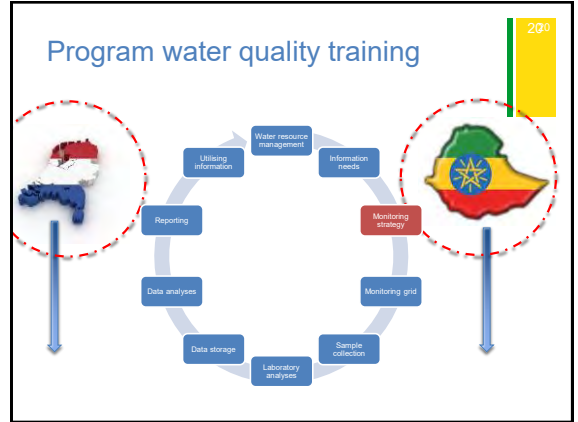 Program water quality training
2020
Water resource
management
Information
needs
Monitoring
strategy
Monitoring grid
Sample
collection
Laboratory
analyses
Data storage
Data analyses
Reporting
Utilising
information